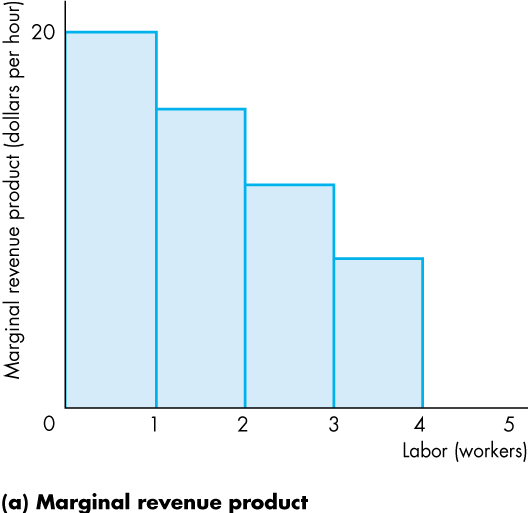 Marginal revenue product (dollars per hour)
20
0 1 2 3 4 5
Labor (workers)
(a) Marginal revenue product